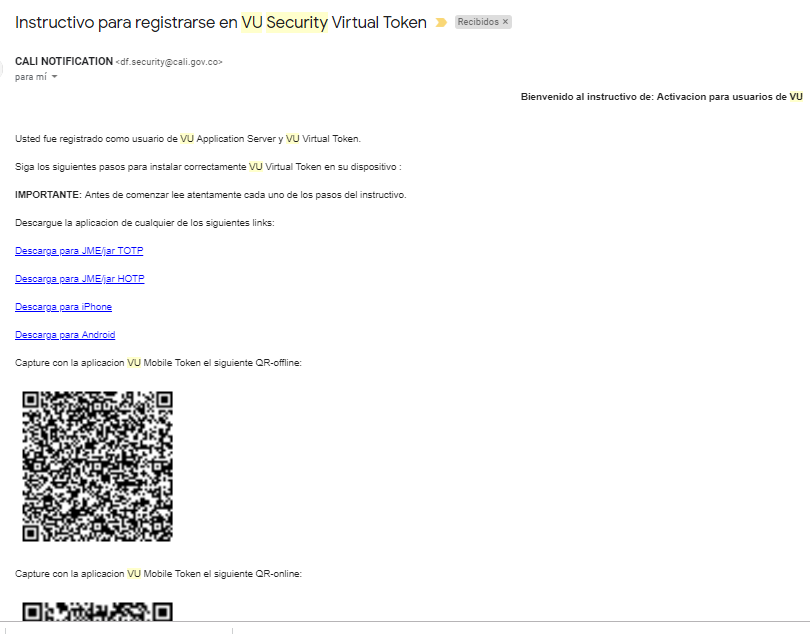 Instructivo para registrarse en VU Security Virtual Token Recibidos ×
CALI NOTIFICATION <df.security@cali.gov.co>
para mí
Bienvenido al instructivo de: Activacion para usuarios de VU
Usted fue registrado como usuario de VU Application Server y VU Virtual Token.
Siga los siguientes pasos para instalar correctamente VU Virtual Token en su dispositivo :
IMPORTANTE: Antes de comenzar lee atentamente cada uno de los pasos del instructivo.
Descargue la aplicacion de cualquier de los siguientes links:
Descarga para JME/jar TOTP
Descarga para JME/jar HOTP
Descarga para iPhone
Descarga para Android
Capture con la aplicacion VU Mobile Token el siguiente QR-offline:
Capture con la aplicacion VU Mobile Token el siguiente QR-online: